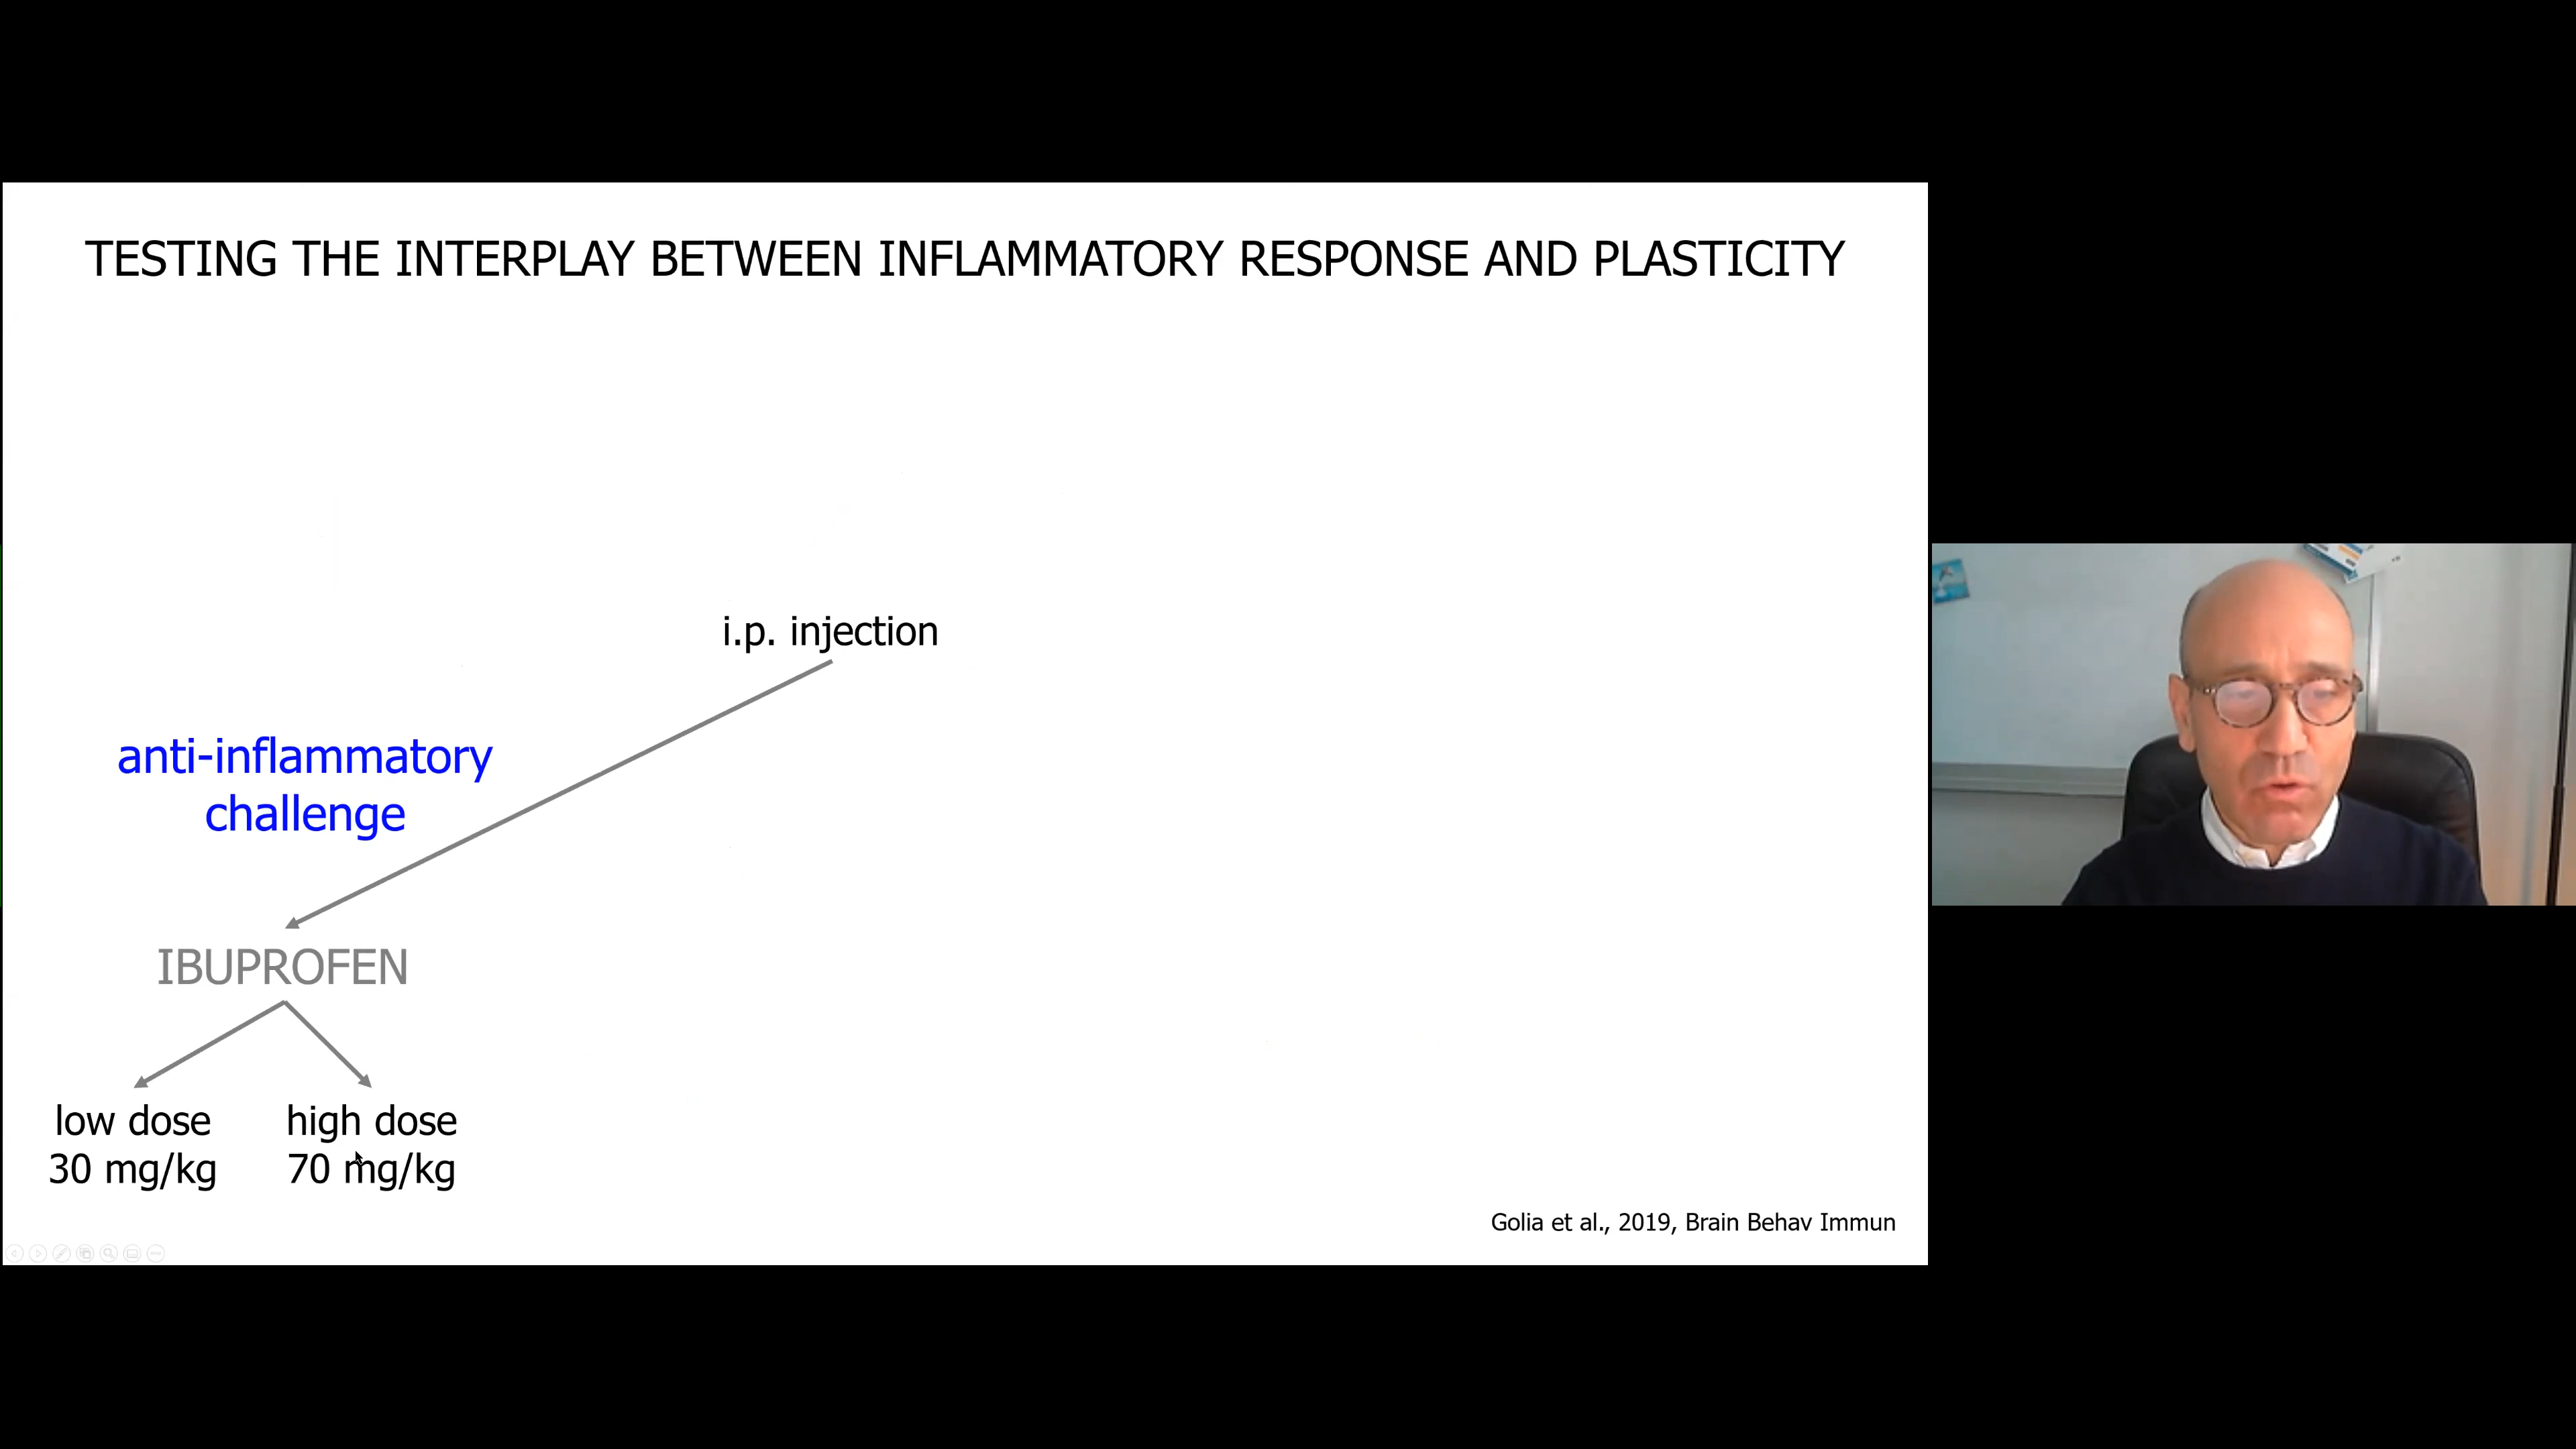 TESTING THE INTERPLAY BETWEEN INFLAMMATORY RESPONSE AND PLASTICITY
i.p. injection
anti-inflammatory
challenge
IBUPROFEN
low dose
30 mg/kg
high dose
70 mg/kg
Golia et al., 2019, Brain Behav Immun